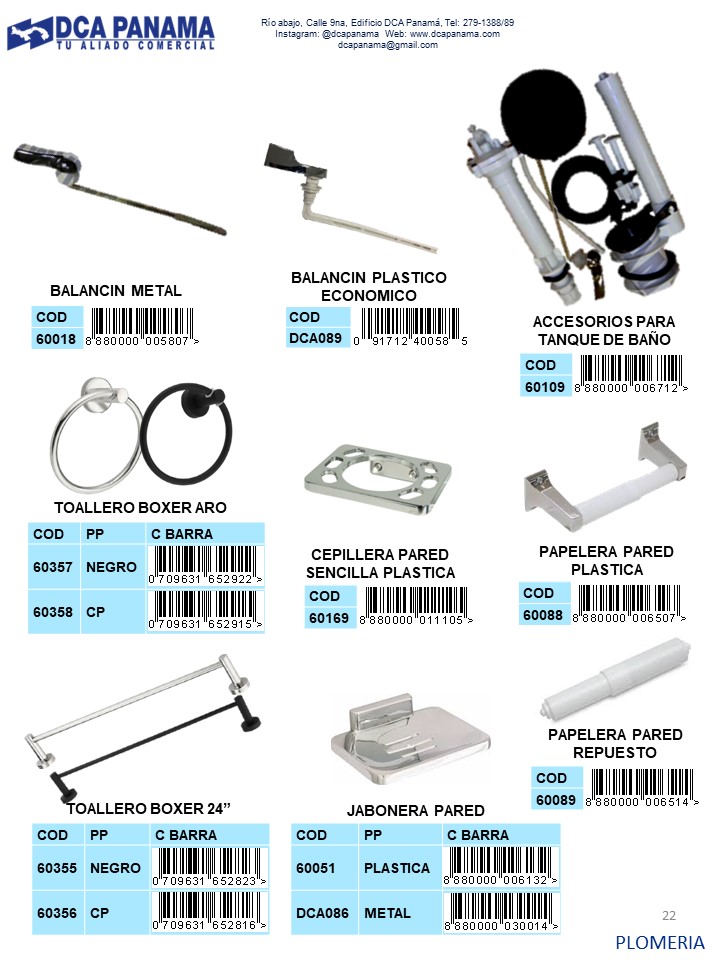 DCA PANAMA
TU ALIADO COMERCIAL
Río abajo, Calle 9na, Edificio DCA Panamá, Tel: 279-1388/89
Instagram: @dcapanama Web: www.dcapanama.com
dcapanama@gmail.com
BALANCIN METAL
COD
60018
8 880000 005807 >
BALANCIN PLASTICO
ECONOMICO
COD
DCA089
0 91712 40058 5
ACCESORIOS PARA
TANQUE DE BAÑO
COD
60109
8 880000 006712 >
TOALLERO BOXER ARO
COD PP C BARRA
60357 NEGRO 0 709631 652922 >
60358 CP 0 709631 652915 >
CEPILLERA PARED
SENCILLA PLASTICA
COD
60169
8 880000 011105 >
PAPELERA PARED
PLASTICA
COD
60088
8 880000 006507 >
PAPELERA PARED
REPUESTO
COD
60089
8 880000 006514 >
TOALLERO BOXER 24”
COD PP C BARRA
60355 NEGRO 0 709631 652823 >
60356 CP 0 709631 652816 >
JABONERA PARED
COD PP C BARRA
60051 PLASTICA 8 880000 006132 >
DCA086 METAL 8 880000 030014 >
22
PLOMERIA